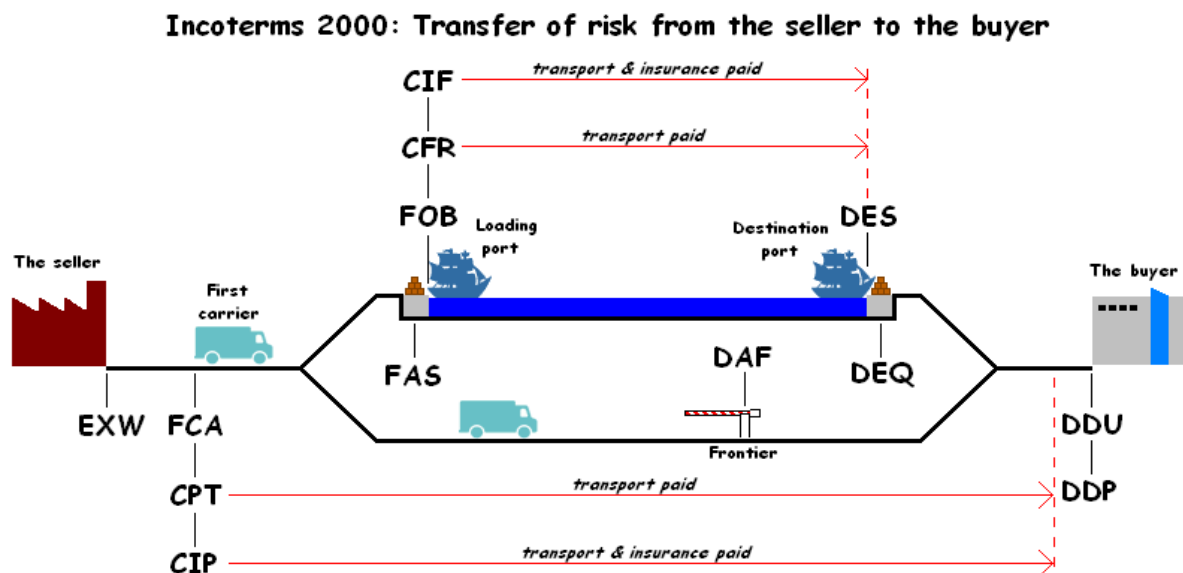 Incoterms 2000: Transfer of risk from the seller to the buyer
CIF
transport & insurance paid
CFR
transport paid
FOB
Loading
port
Destination
port
DES
The seller
First
carrier
The buyer
FAS
DAF
DEQ
EXW
FCA
Frontier
DDU
CPT
transport paid
DDP
CIP
transport & insurance paid